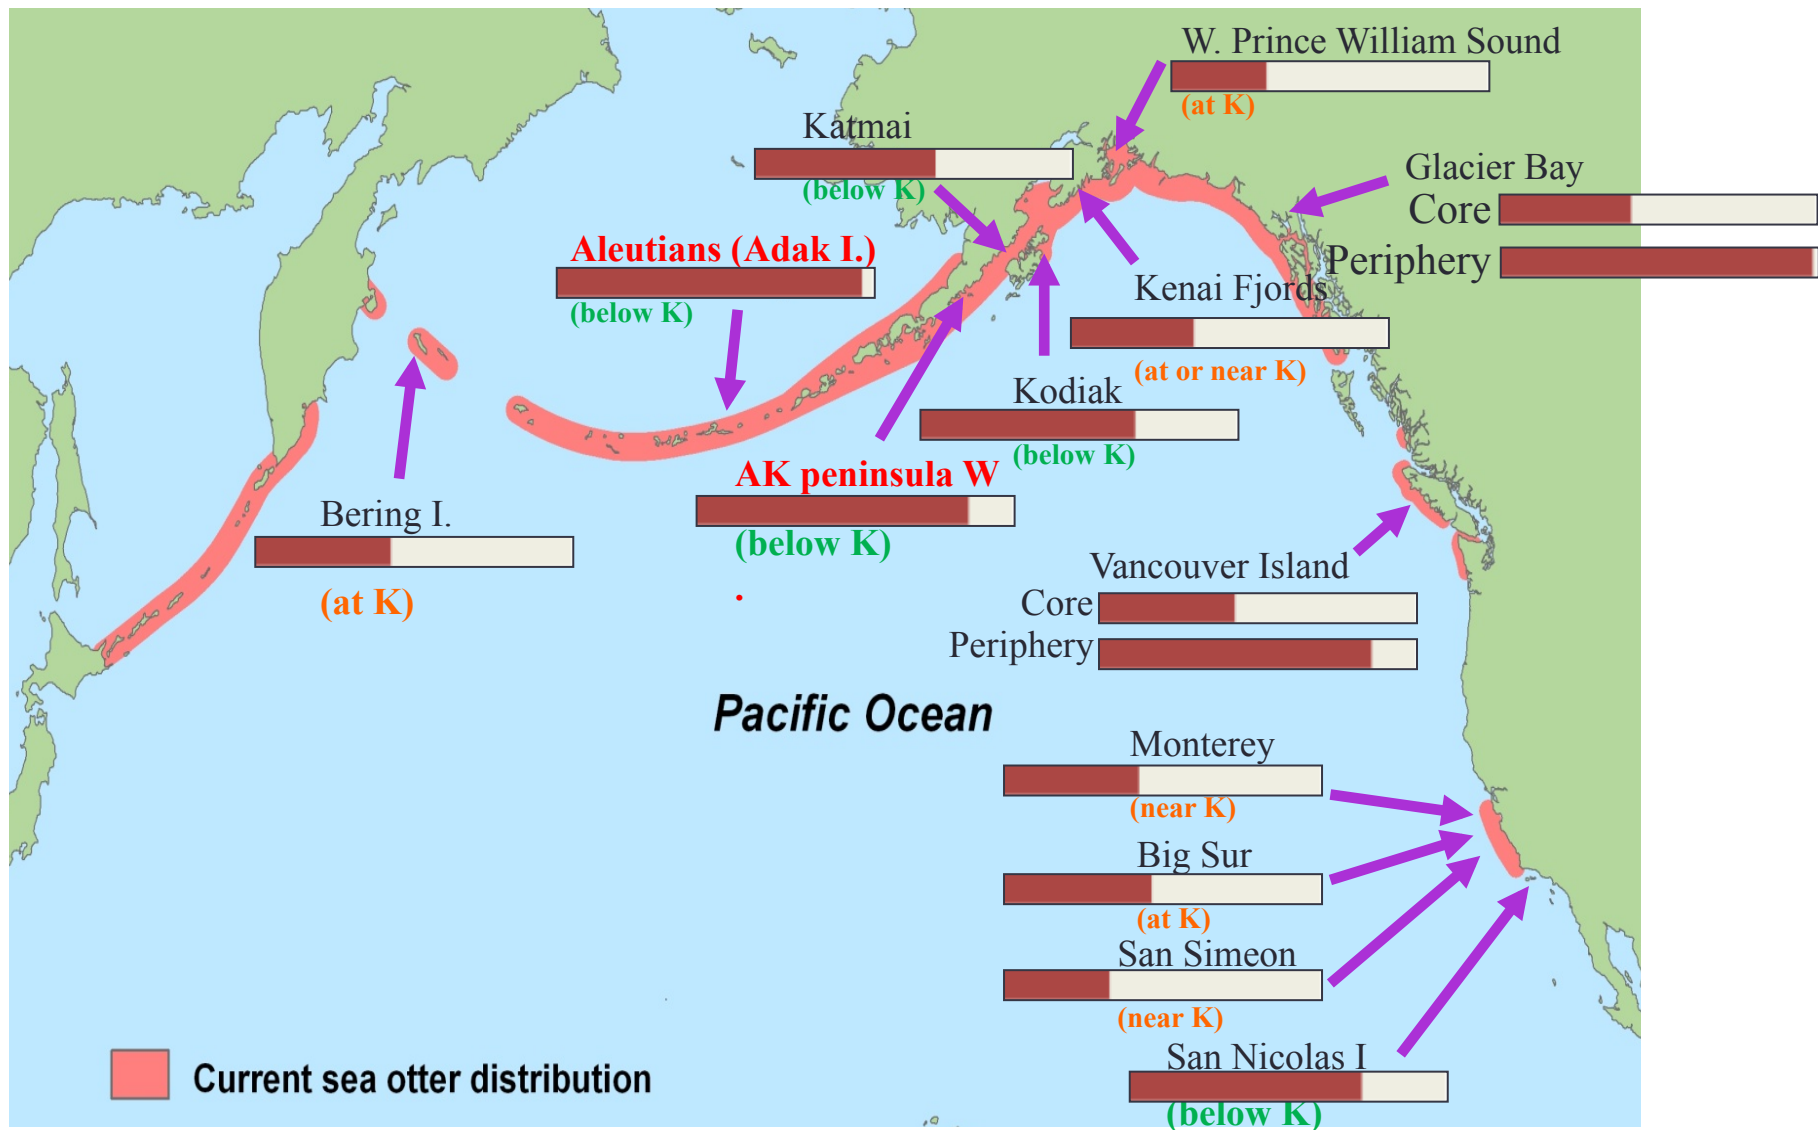 W. Prince William Sound
(at K)
Katmai
(below K)
Glacier Bay
Core
Periphery
Aleutians (Adak I.)
(below K)
Kenai Fjords
(at or near K)
Kodiak
(below K)
AK peninsula W
(below K)
.
Bering I.
(at K)
Vancouver Island
Core
Periphery
Pacific Ocean
Monterey
(near K)
Big Sur
(at K)
San Simeon
(near K)
San Nicolas I
(below K)
Current sea otter distribution